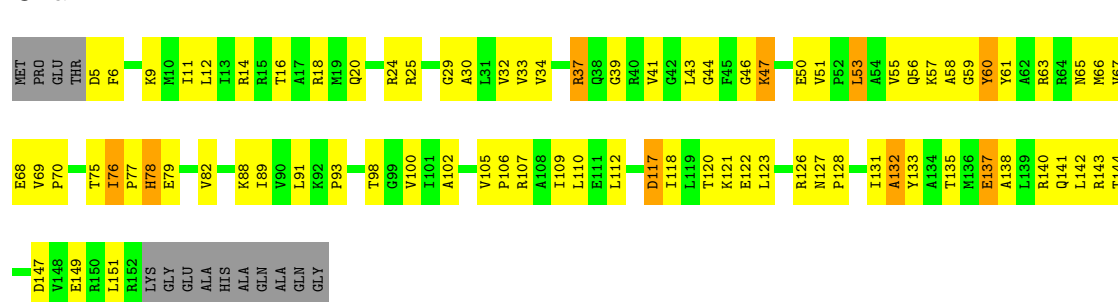 MET PRO GLU THR D5 F6 K9 M10 I11 L12 I13 R14 R15 T16 A17 R18 M19 Q20 R24 R25 G29 A30 L31 V32 V33 V34 R37 Q38 G39 R40 V41 G42 L43 G44 F45 G46 K47 E50 V51 P52 L53 A54 V55 Q56 K57 A58 G59 Y60 Y61 A62 R63 R64 N65 M66
E68 V69 P70 T75 I76 P77 H78 E79 V82 K88 I89 V90 L91 K92 P93 T98 G99 V100 I101 A102 V105 P106 R107 A108 I109 L110 E111 L112 D117 I118 L119 T120 K121 E122 L123 R126 N127 P128 I131 A132 Y133 A134 T135 M136 E137 A138 L139 R140 Q141 L142 R143
D147 V148 E149 R150 L151 R152 LYS GLY GLU ALA HIS ALA GLN ALA GLN GLY